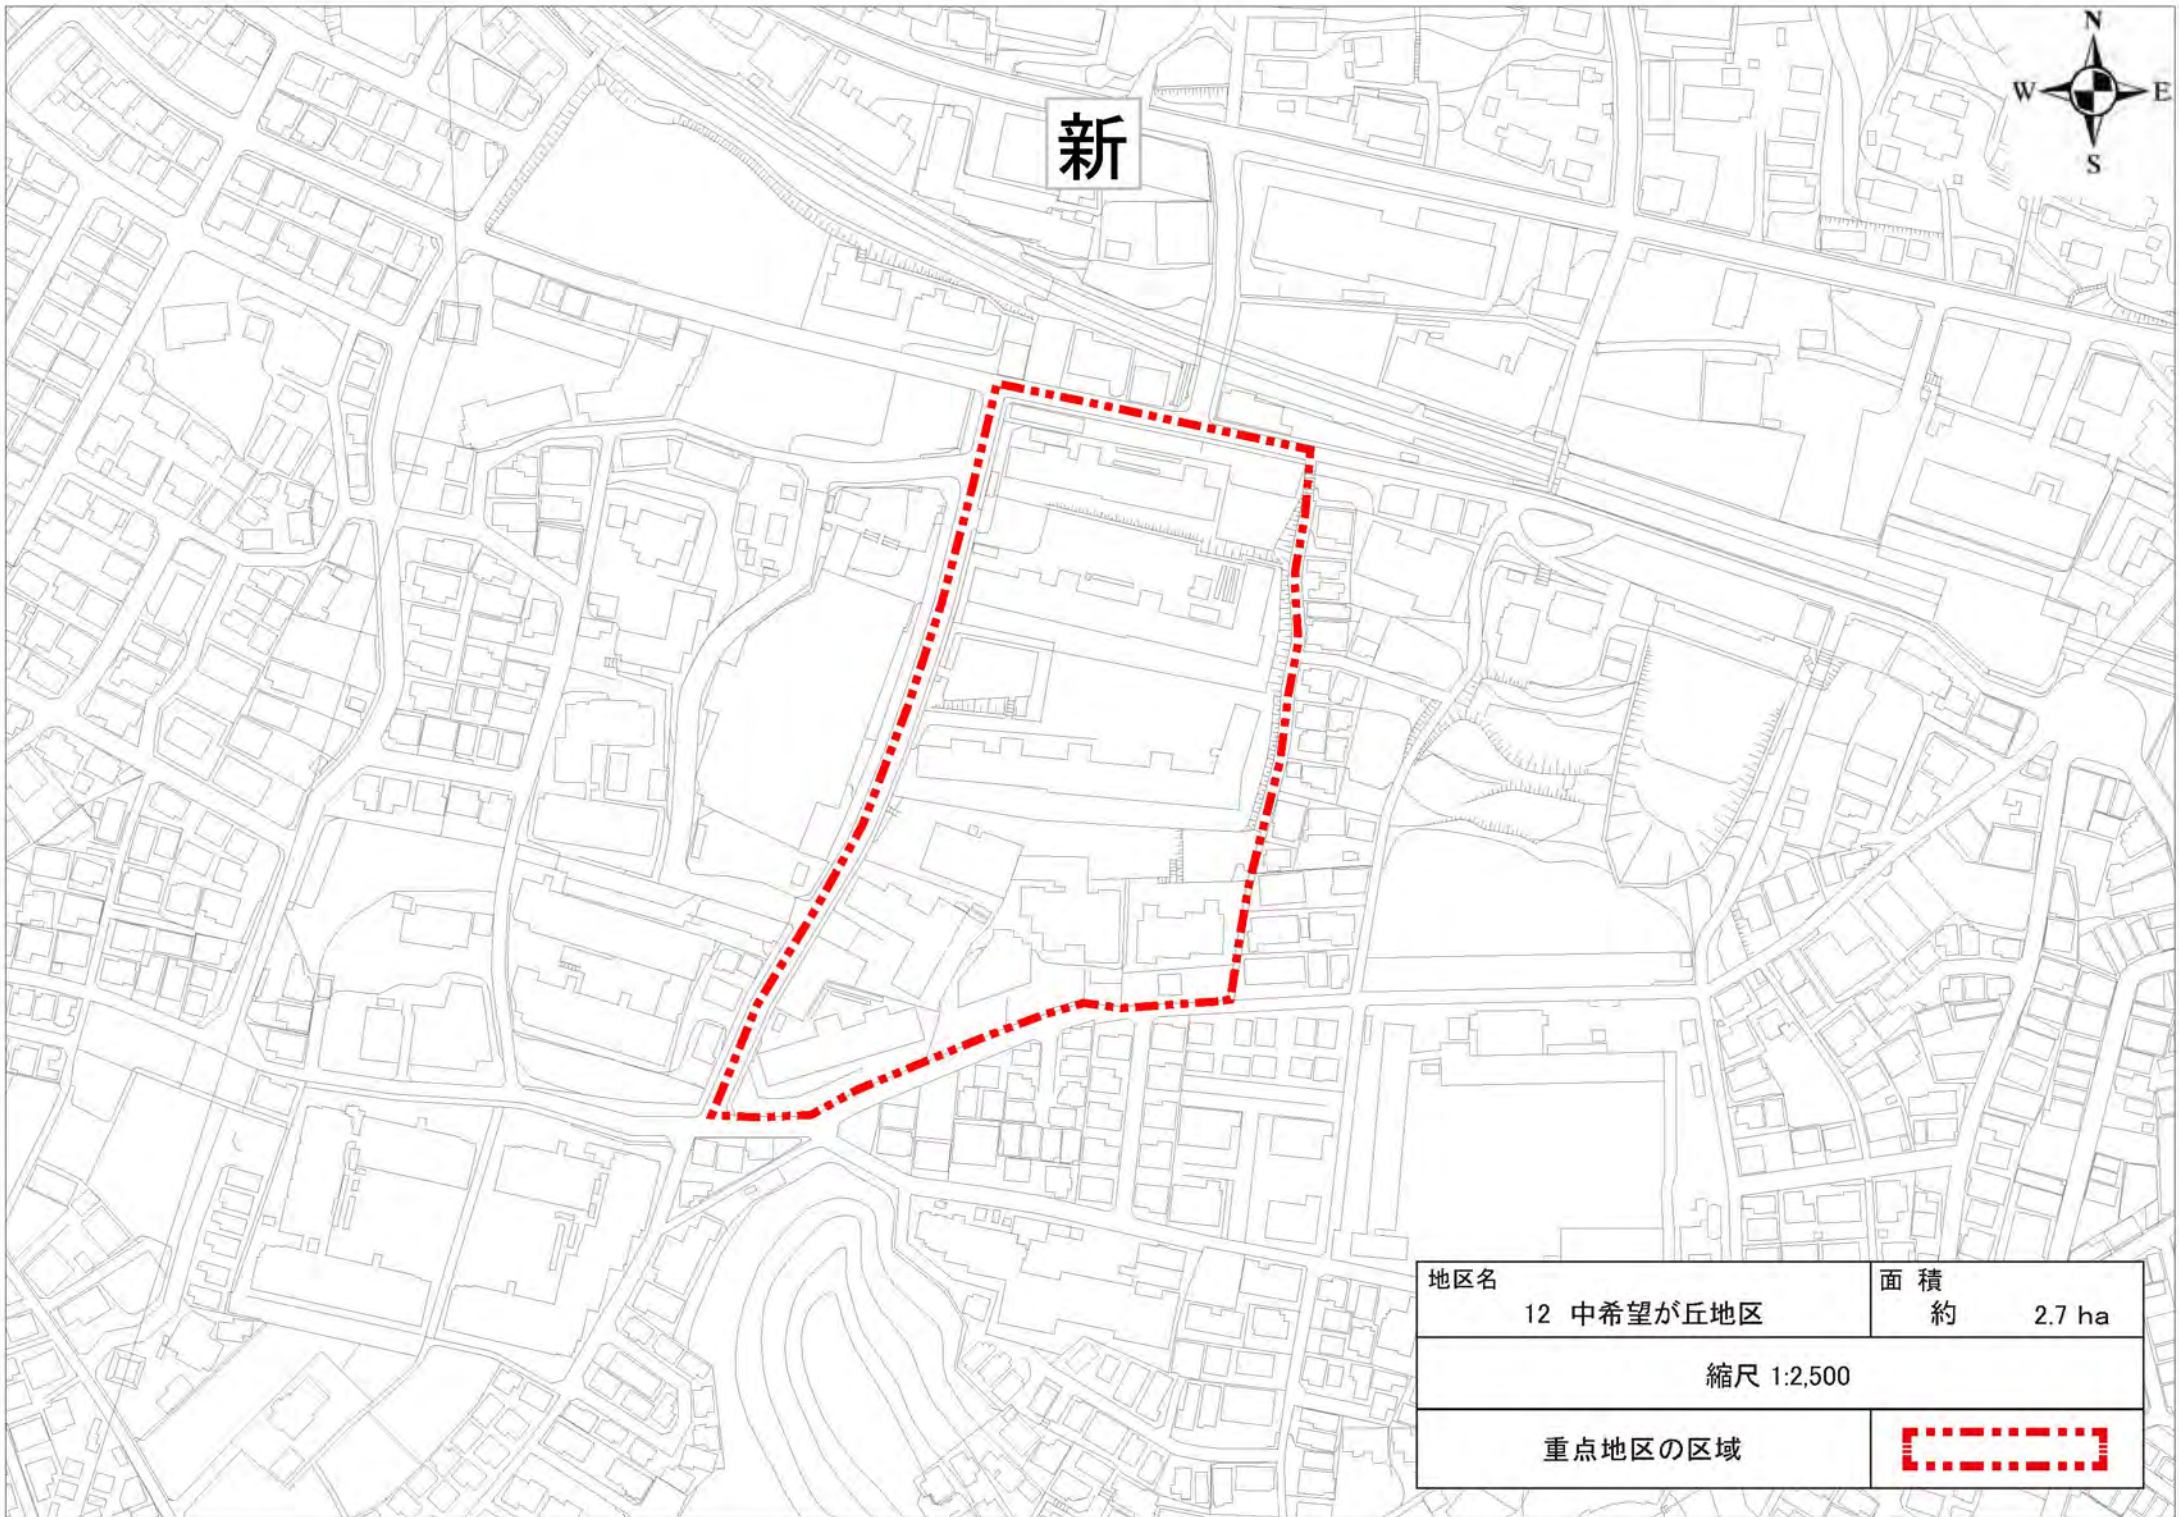 N
W E
S
新
地区名
12 中希望が丘地区
面 積
約 2.7 ha
縮尺 1:2,500
重点地区の区域